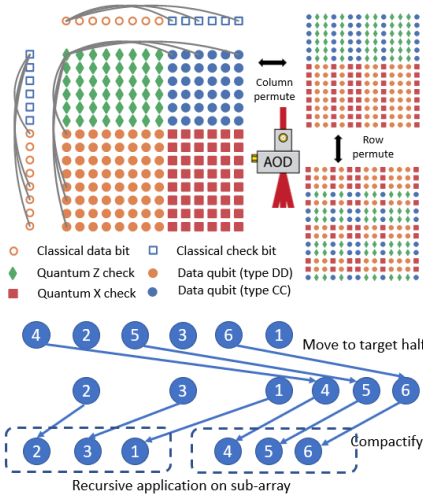 Column
permute
AOD
Row
permute
Classical data bit
Classical check bit
Quantum Z check
Data qubit (type DD)
Quantum X check
Data qubit (type CC)
4 2 5 3 6 1
Move to target half
2 3 1 4 5 6
2 3 1 4 5 6
Compactify
Recursive application on sub-array